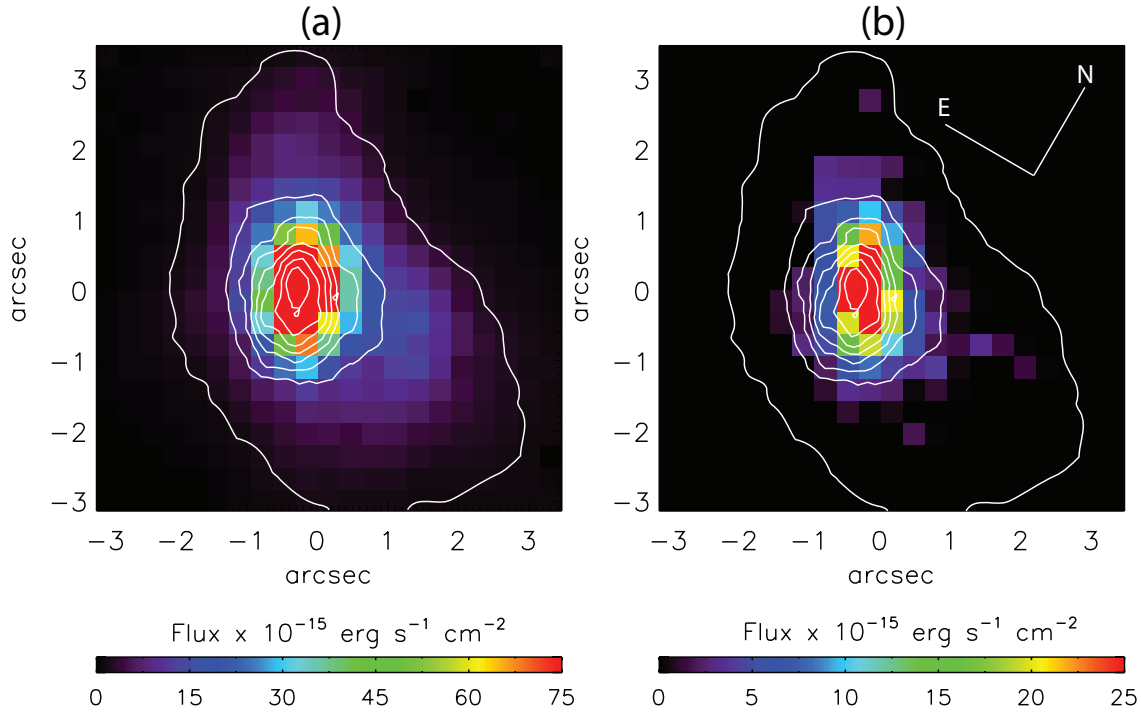 (a)
3
2
1
0
−1
−2
−3
arcsec
−3 −2 −1 0 1 2 3
arcsec
Flux x 10⁻¹⁵ erg s⁻¹ cm⁻²
0 15 30 45 60 75
(b)
N
E
3
2
1
0
−1
−2
−3
arcsec
−3 −2 −1 0 1 2 3
arcsec
Flux x 10⁻¹⁵ erg s⁻¹ cm⁻²
0 5 10 15 20 25